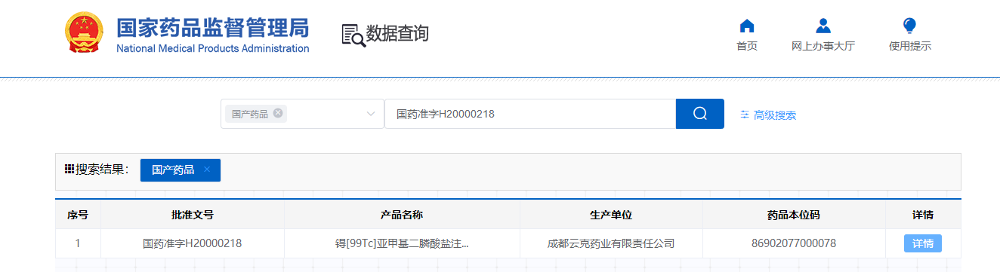 国家药品监督管理局
National Medical Products Administration
数据查询
首页
网上办事大厅
使用提示
国产药品
国药准字H20000218
高级搜索
搜索结果：
国产药品
序号 批准文号 产品名称 生产单位 药品本位码 详情
1 国药准字H20000218 锝[99Tc]亚甲基二膦酸盐注... 成都云克药业有限责任公司 86902077000078 详情